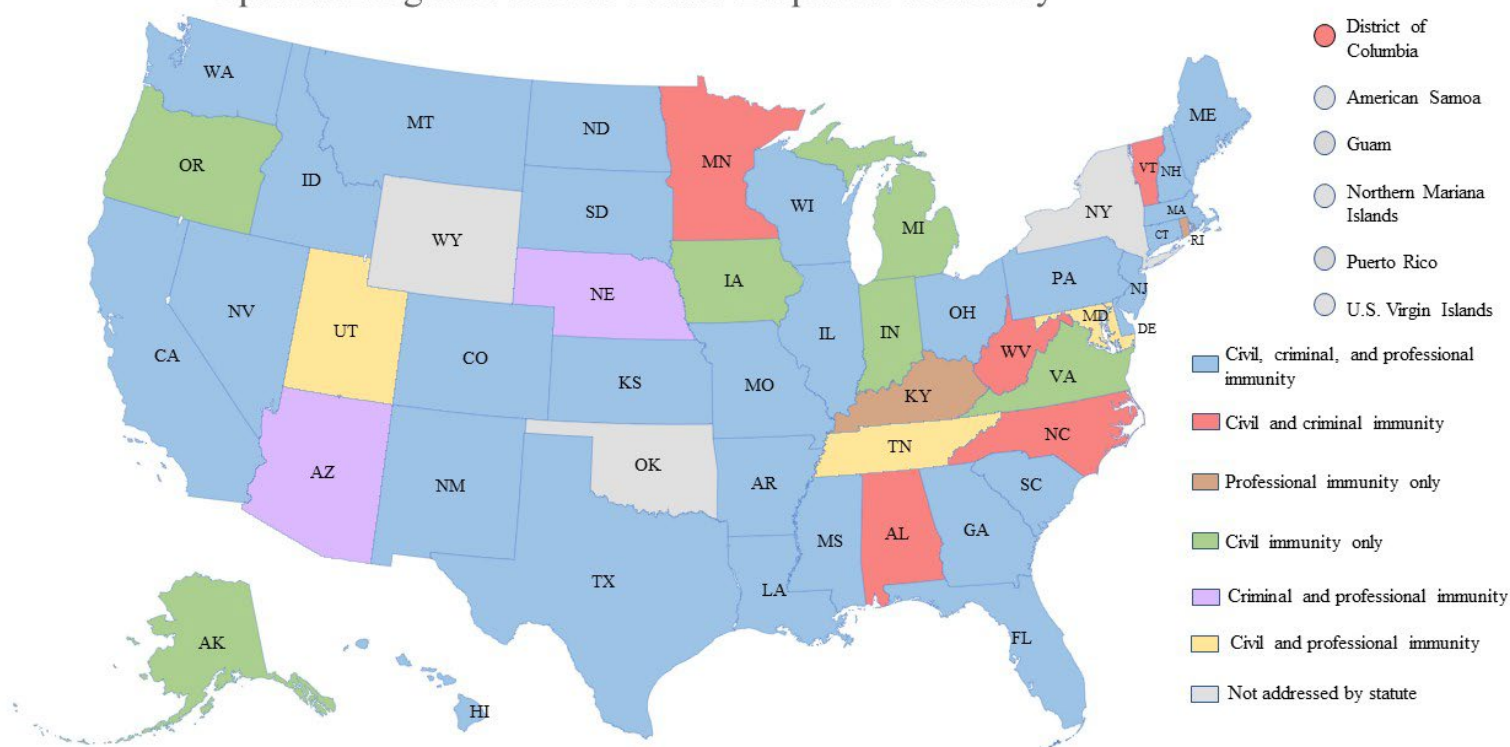 District of
Columbia
American Samoa
Guam
Northern Mariana
Islands
Puerto Rico
U.S. Virgin Islands
WA
MT
ND
MN
ME
OR
ID
SD
WI
MI
VT
NH
NY
MA
CT
RI
WY
IA
NE
PA
NJ
NV
UT
CO
IL
IN
OH
MD
DE
CA
KS
MO
WV
VA
KY
AZ
NM
OK
AR
TN
NC
SC
MS
AL
GA
TX
LA
FL
AK
HI
Civil, criminal, and professional
immunity
Civil and criminal immunity
Professional immunity only
Civil immunity only
Criminal and professional immunity
Civil and professional immunity
Not addressed by statute